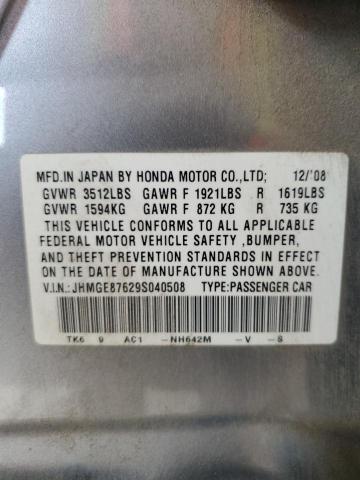 MFD.IN JAPAN BY HONDA MOTOR CO.,LTD; 12/'08
GVWR 3512LBS GAWR F 1921LBS R 1619LBS
GVWR 1594KG GAWR F 872 KG R 735 KG
THIS VEHICLE CONFORMS TO ALL APPLICABLE
FEDERAL MOTOR VEHICLE SAFETY ,BUMPER,
AND THEFT PREVENTION STANDARDS IN EFFECT
ON THE DATE OF MANUFACTURE SHOWN ABOVE.
V.I.N.: JHMGE87629S040508 TYPE:PASSENGER CAR
TK6 9 AC1 -NH642M -V -S